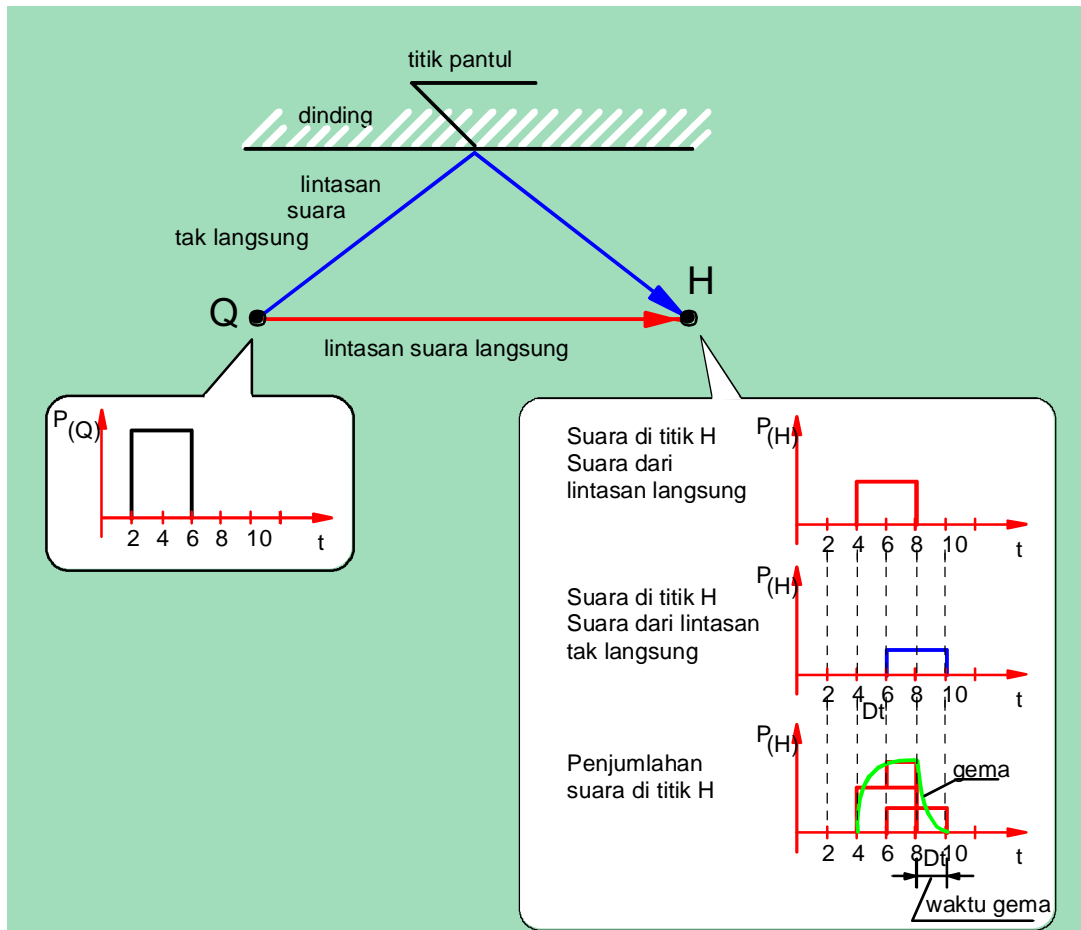 titik pantul
dinding
lintasan
suara
tak langsung
Q
H
lintasan suara langsung
P(Q)
2 4 6 8 10
t
Suara di titik H
Suara dari
lintasan langsung
P(H)
2 4 6 8 10
t
Suara di titik H
Suara dari lintasan
tak langsung
P(H)
2 4 6 8 10
t
Dt
Penjumlahan
suara di titik H
P(H)
gema
2 4 6 8 10
t
Dt
waktu gema